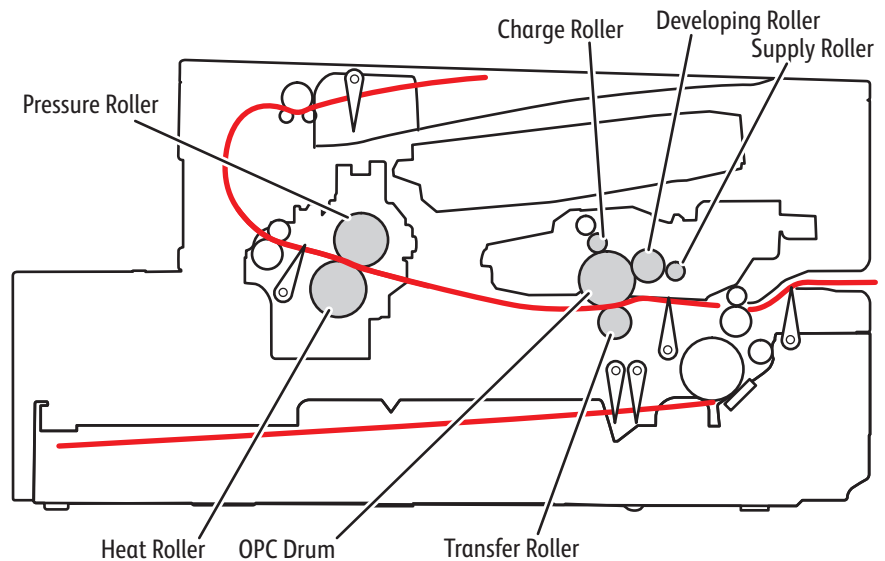 Charge Roller
Developing Roller
Supply Roller
Pressure Roller
Heat Roller
OPC Drum
Transfer Roller